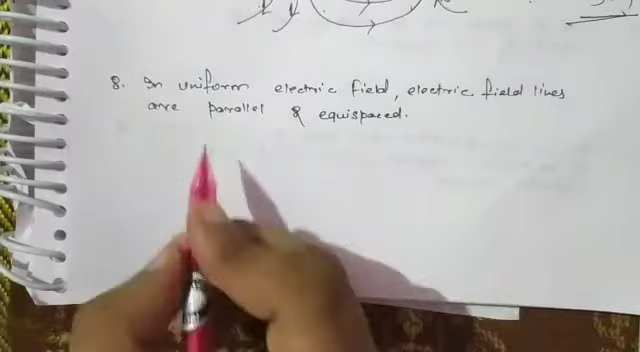 8. In uniform electric field, electric field lines
are parallel & equispaced.